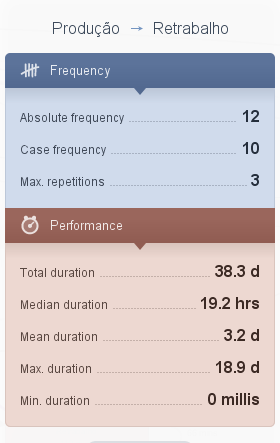 Produção → Retrabalho
Frequency
Absolute frequency 12
Case frequency 10
Max. repetitions 3
Performance
Total duration 38.3 d
Median duration 19.2 hrs
Mean duration 3.2 d
Max. duration 18.9 d
Min. duration 0 millis